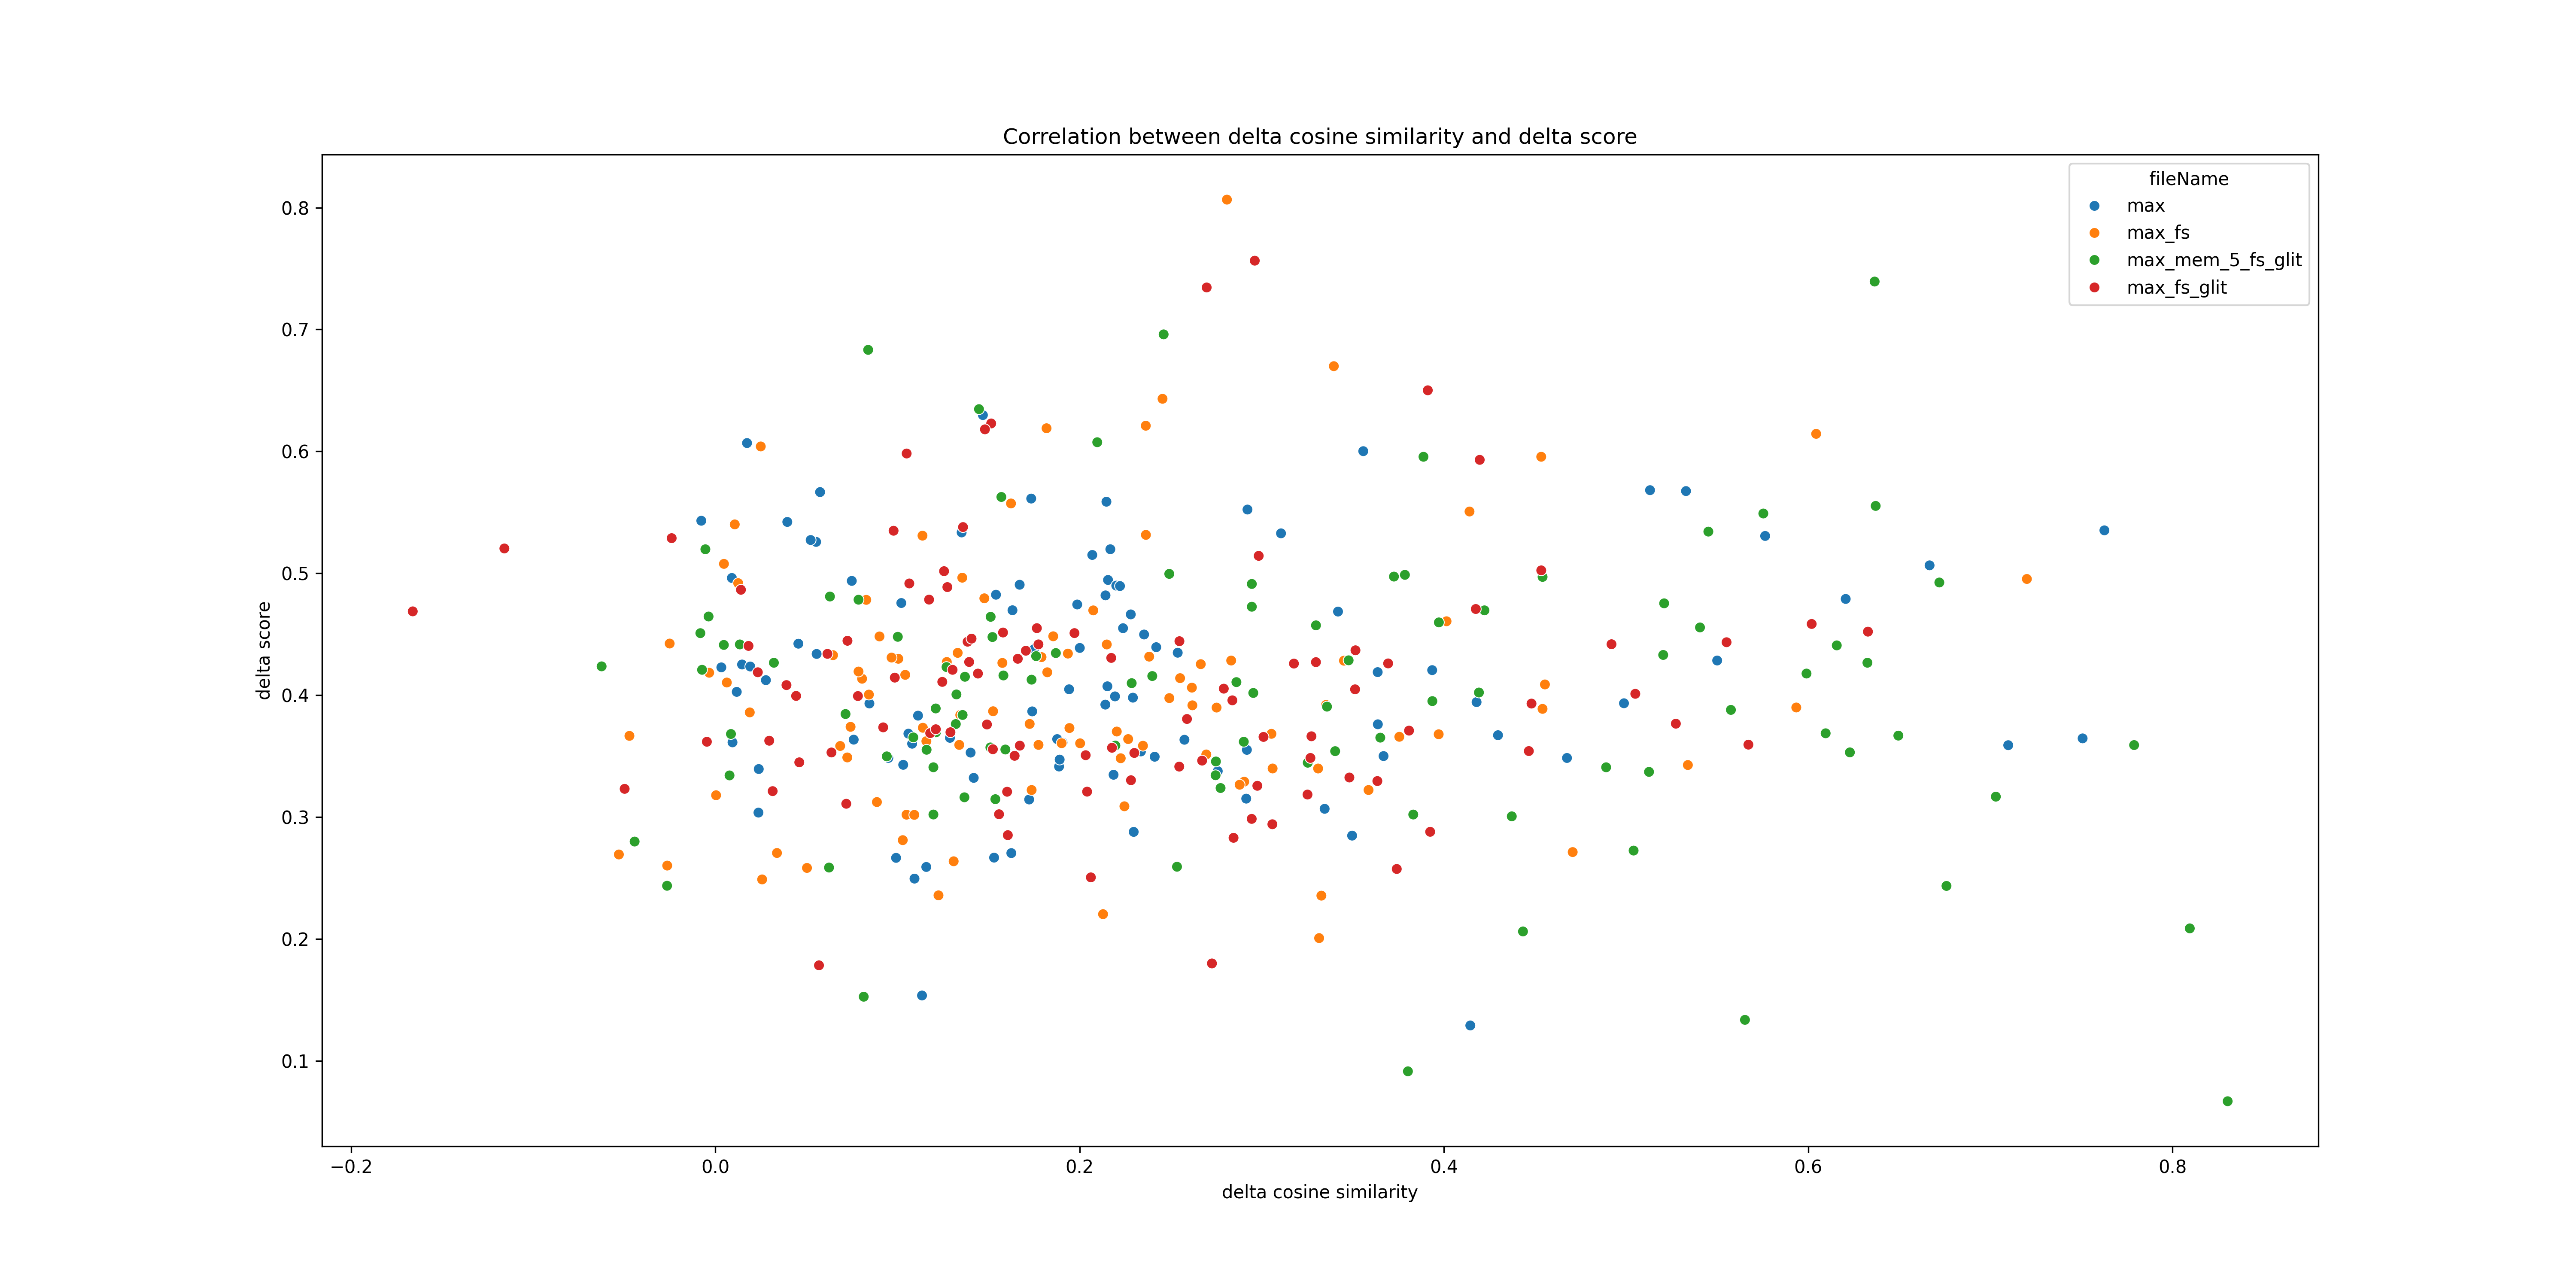 Correlation between delta cosine similarity and delta score
fileName
max
max_fs
max_mem_5_fs_glit
max_fs_glit
0.8
0.7
0.6
0.5
0.4
0.3
0.2
0.1
delta score
−0.2
0.0
0.2
0.4
0.6
0.8
delta cosine similarity